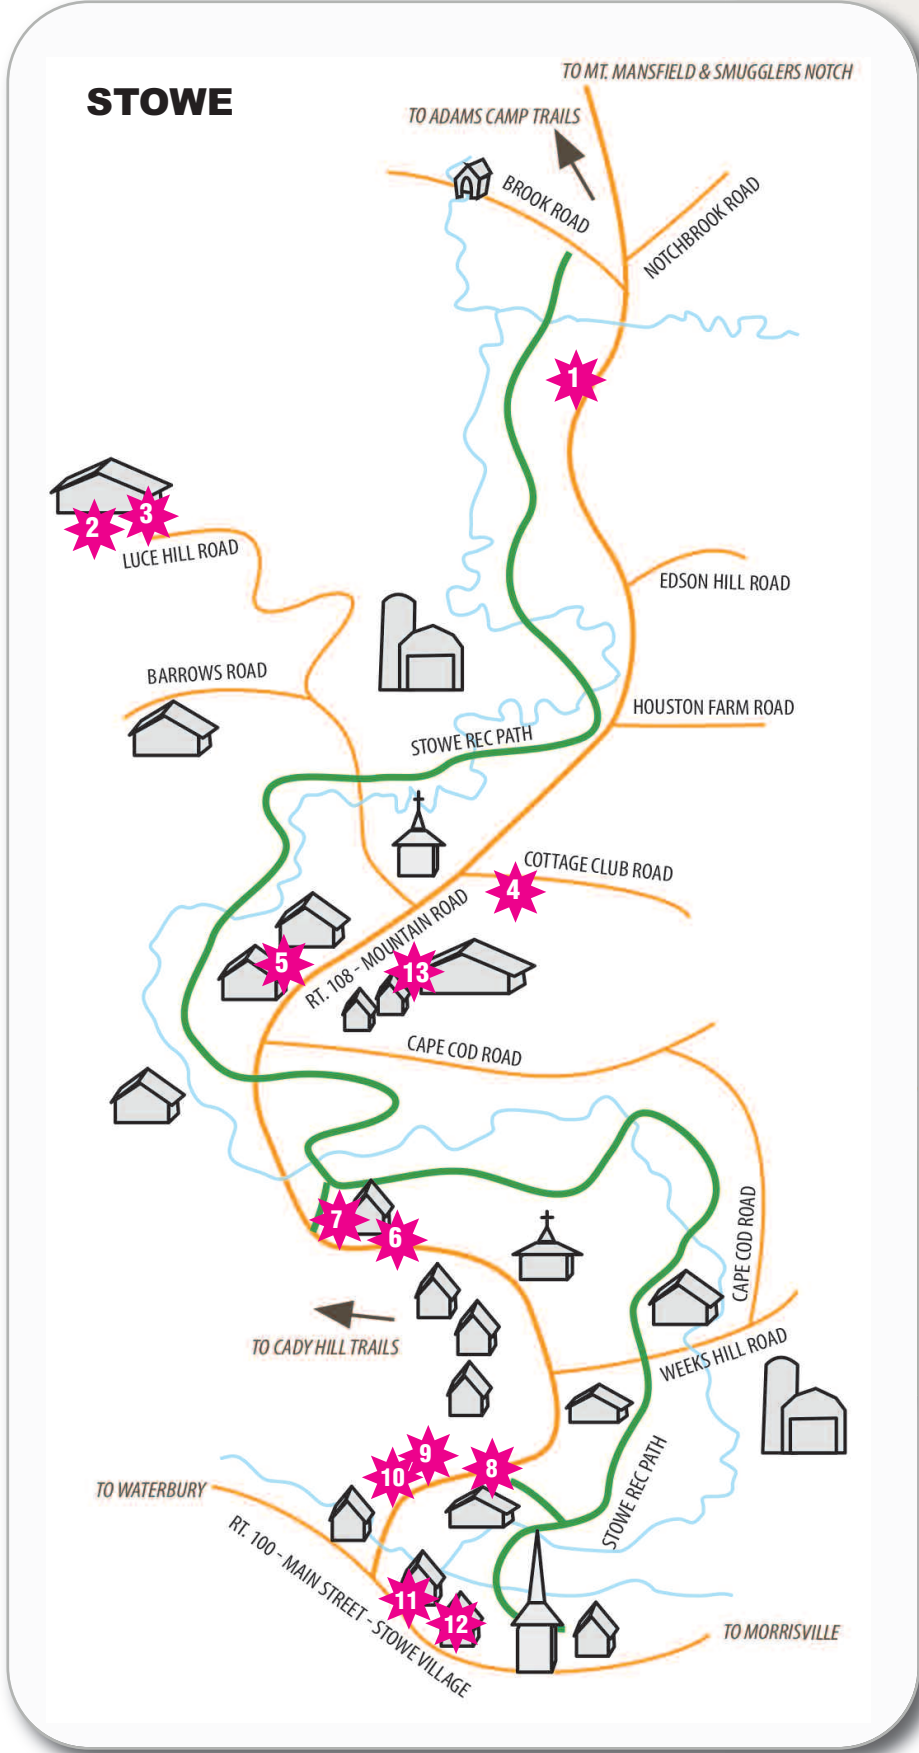 TO MT. MANSFIELD & SMUGGLERS NOTCH
STOWE
TO ADAMS CAMP TRAILS
BROOK ROAD
NOTCHBROOK ROAD
1
2
3
LUCE HILL ROAD
EDSON HILL ROAD
BARROWS ROAD
HOUSTON FARM ROAD
STOWE REC PATH
COTTAGE CLUB ROAD
4
RT. 108 - MOUNTAIN ROAD
5
13
CAPE COD ROAD
7
6
CAPE COD ROAD
TO CADY HILL TRAILS
WEEKS HILL ROAD
9
10
8
STOWE REC PATH
TO WATERBURY
RT. 100 - MAIN STREET - STOWE VILLAGE
11
12
TO MORRISVILLE